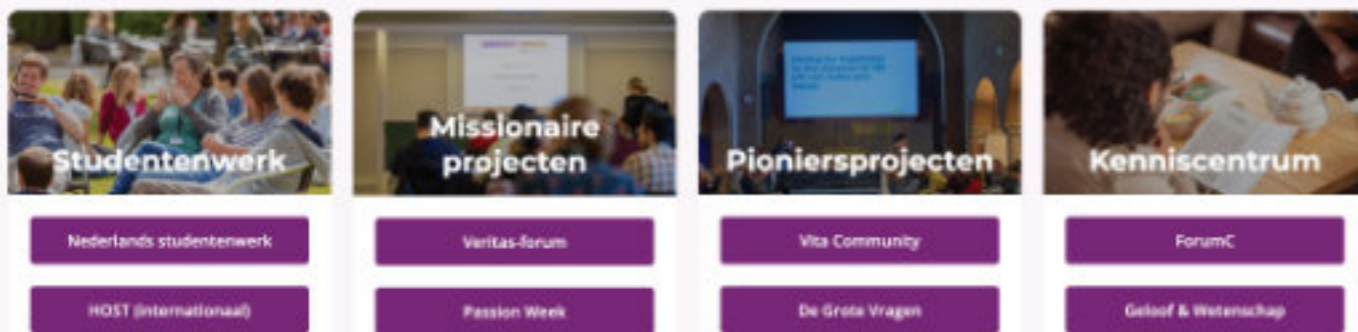 Studentenwerk
Nederlands studentenwerk
HOST (internationaal)
Missionaire
projecten
Veritas-forum
Passion Week
Pioniersprojecten
Vita Community
De Grote Vragen
Kenniscentrum
ForumC
Geloof & Wetenschap